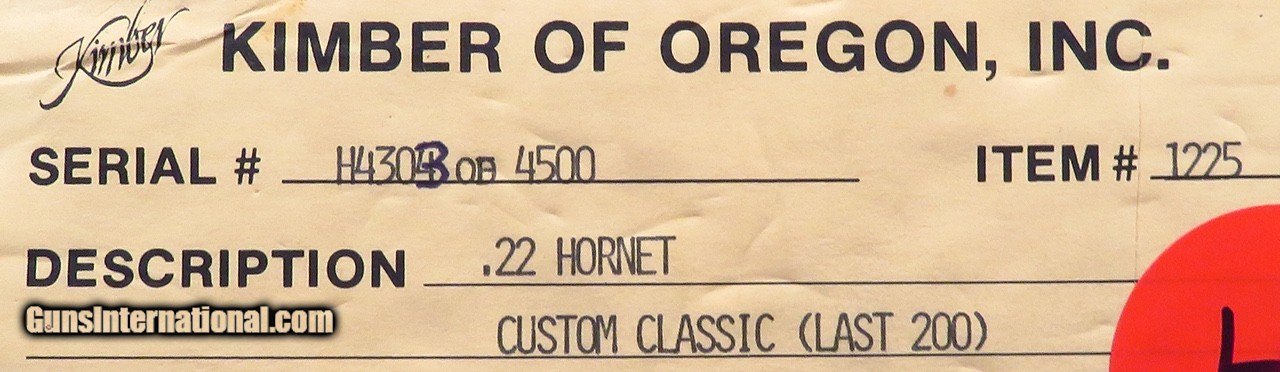 Kimber KIMBER OF OREGON, INC.
SERIAL # H4303 OF 4500 ITEM # 1225
DESCRIPTION .22 HORNET
GunsInternational.com
CUSTOM CLASSIC (LAST 200)